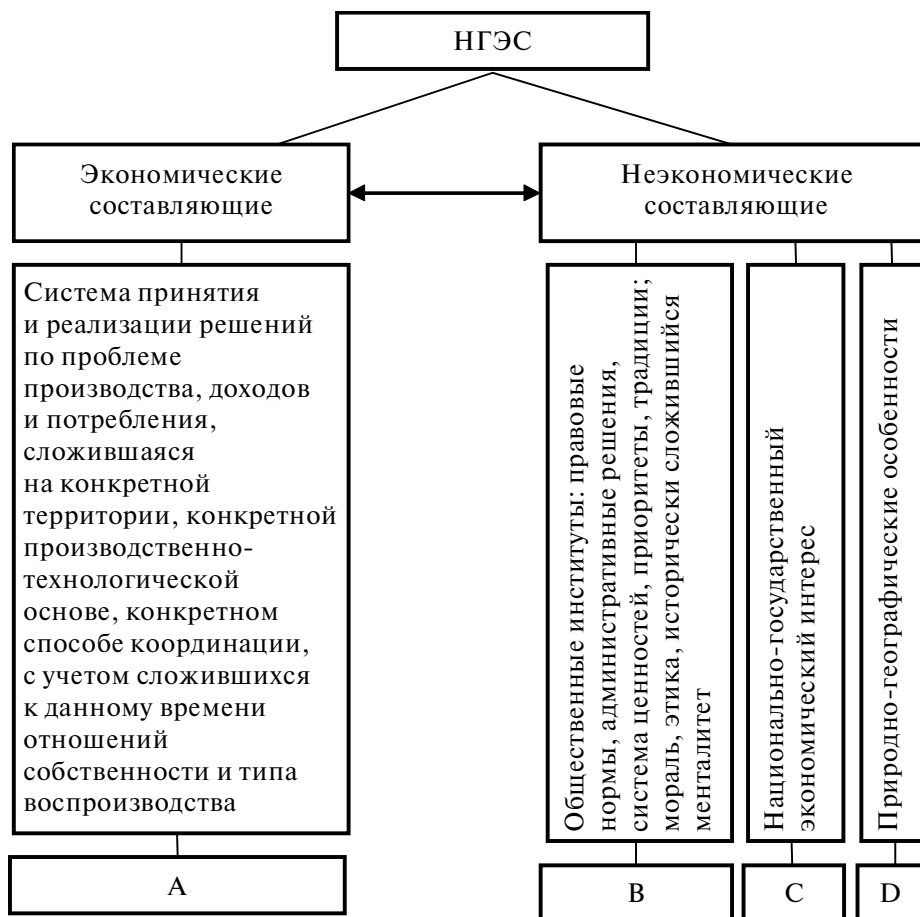 НГЭС
Экономические
составляющие
Неэкономические
составляющие
Система принятия
и реализации решений
по проблеме
производства, доходов
и потребления,
сложившаяся
на конкретной
территории, конкретной
производственно-
технологической
основе, конкретном
способе координации,
с учетом сложившихся
к данному времени
отношений
собственности и типа
воспроизводства
Общественные институты: правовые
нормы, административные решения,
система ценностей, приоритеты, традиции;
мораль, этика, исторически сложившийся
менталитет
Национально-государственный
экономический интерес
Природно-географические особенности
A
B
C
D